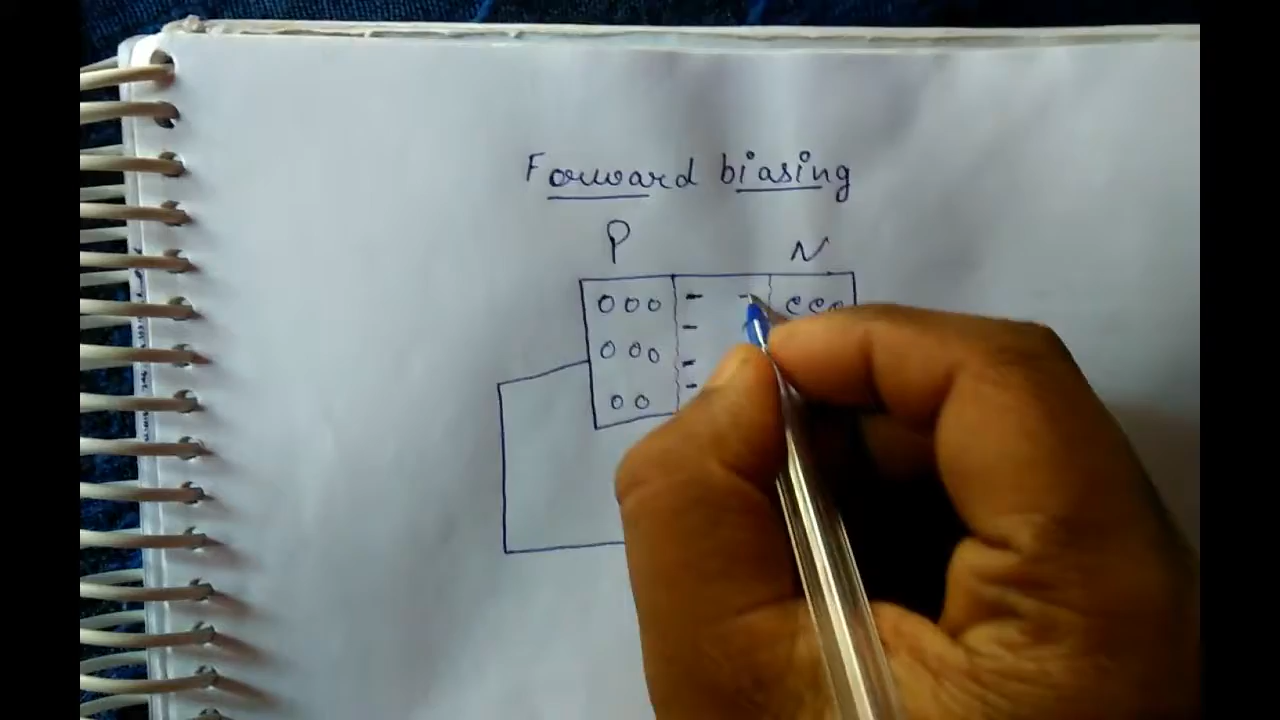 Forward biasing
P N
o o o - - e e e
-
o o o -
o o -